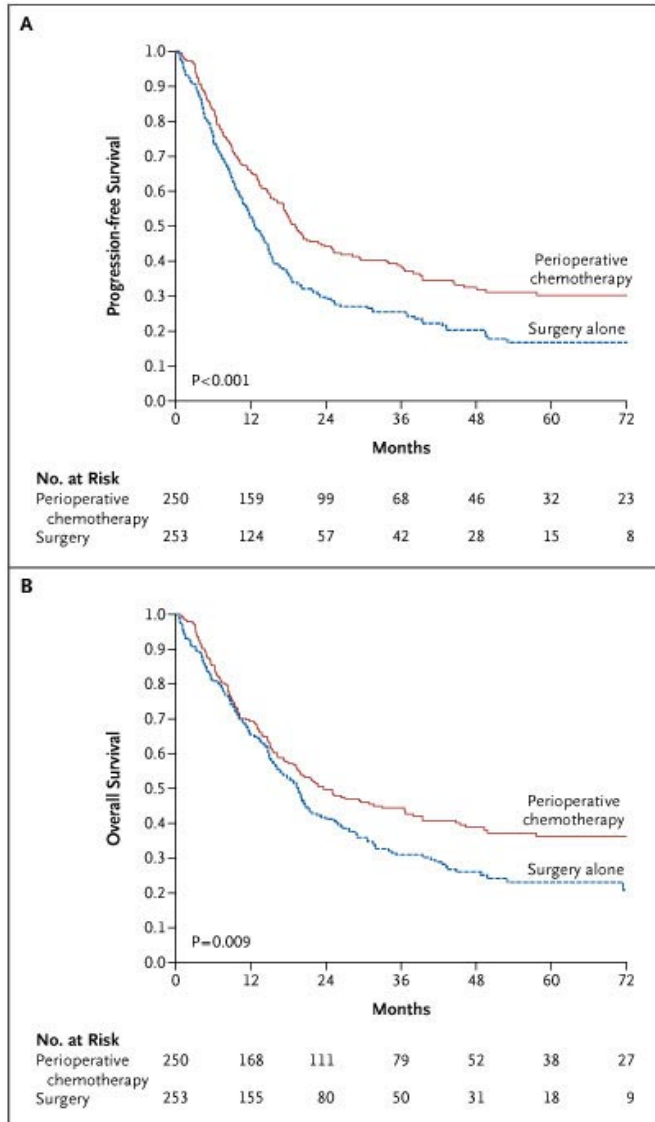 A
1.0
0.9
0.8
0.7
0.6
0.5
0.4
0.3
0.2
0.1
0.0
Progression-free Survival
Perioperative
chemotherapy
Surgery alone
P<0.001
0 12 24 36 48 60 72
Months
No. at Risk
Perioperative 250 159 99 68 46 32 23
chemotherapy
Surgery 253 124 57 42 28 15 8
B
1.0
0.9
0.8
0.7
0.6
0.5
0.4
0.3
0.2
0.1
0.0
Overall Survival
Perioperative
chemotherapy
Surgery alone
P=0.009
0 12 24 36 48 60 72
Months
No. at Risk
Perioperative 250 168 111 79 52 38 27
chemotherapy
Surgery 253 155 80 50 31 18 9